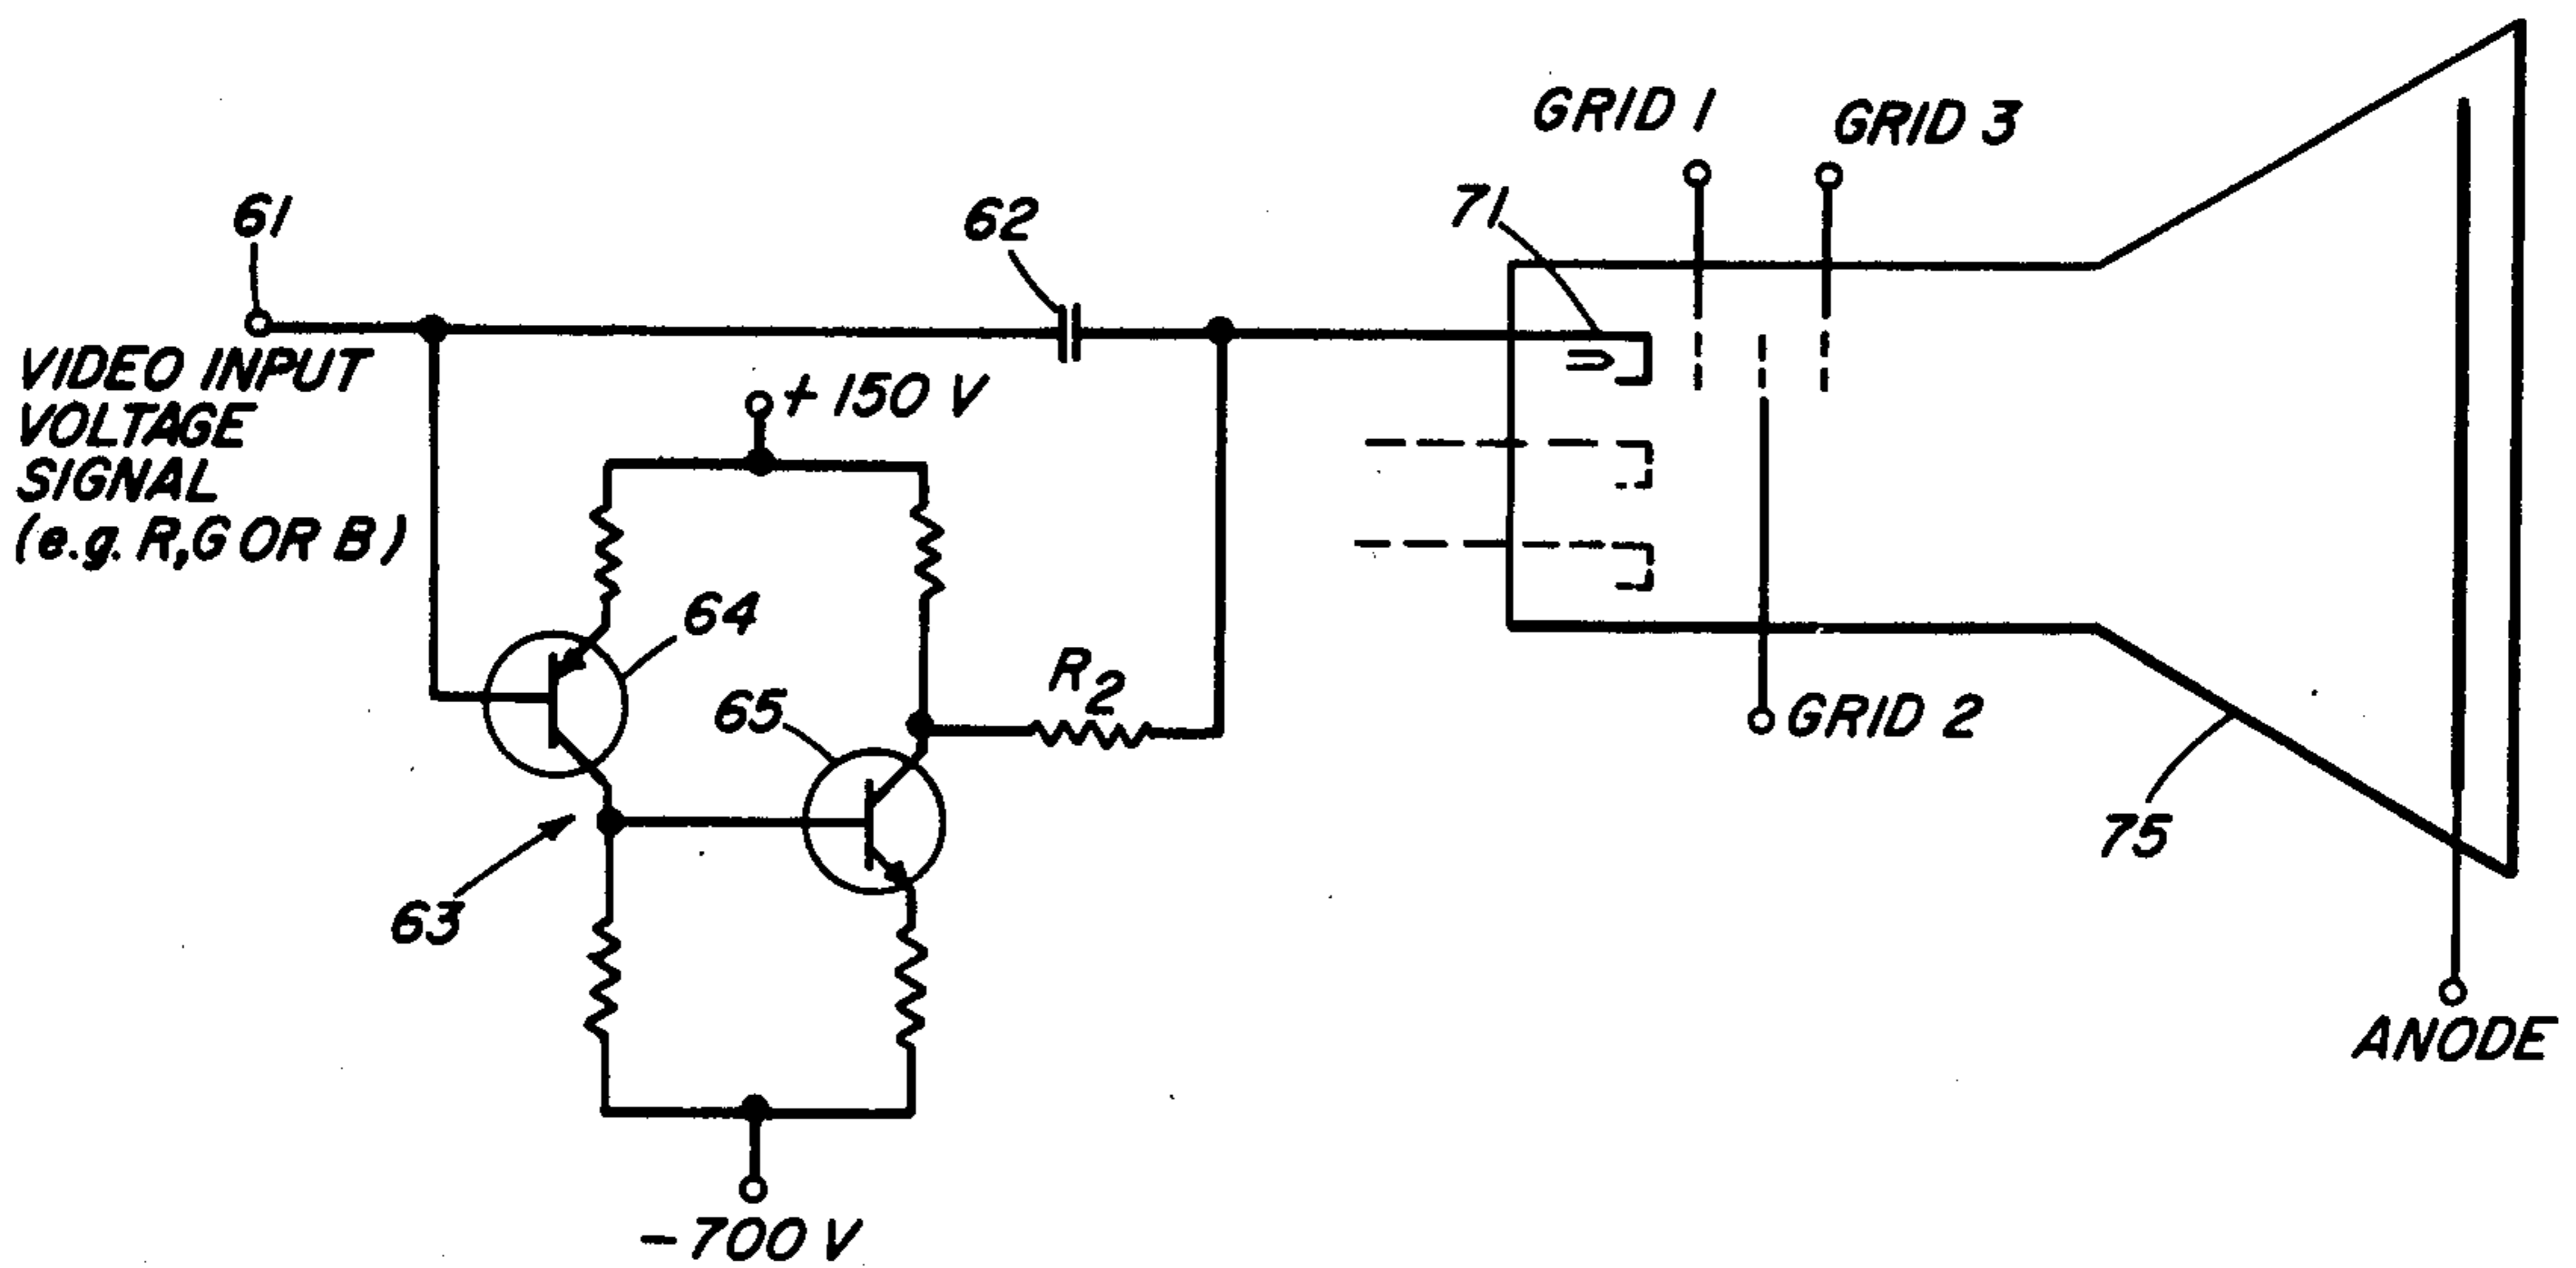 GRID 1
GRID 3
61
62
71
VIDEO INPUT
VOLTAGE
SIGNAL
(e.g. R,G OR B)
+ 150 V
64
65
R2
GRID 2
75
63
ANODE
- 700 V